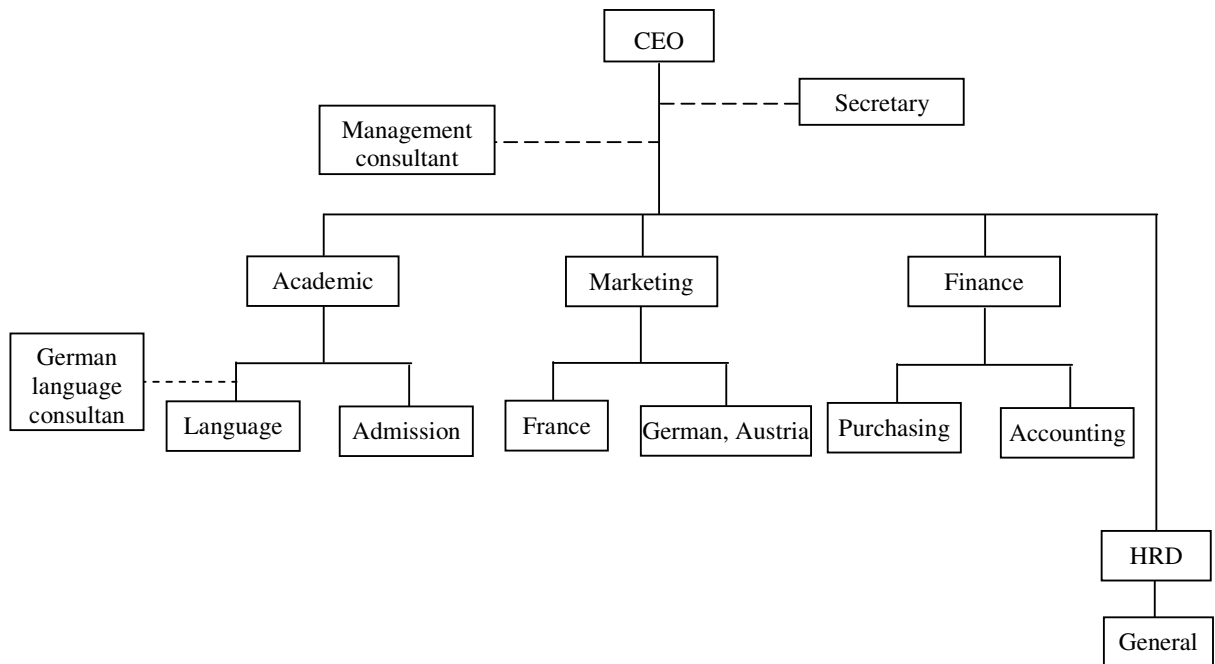 CEO
Secretary
Management
consultant
Academic
Marketing
Finance
German
language
consultan
Language
Admission
France
German, Austria
Purchasing
Accounting
HRD
General